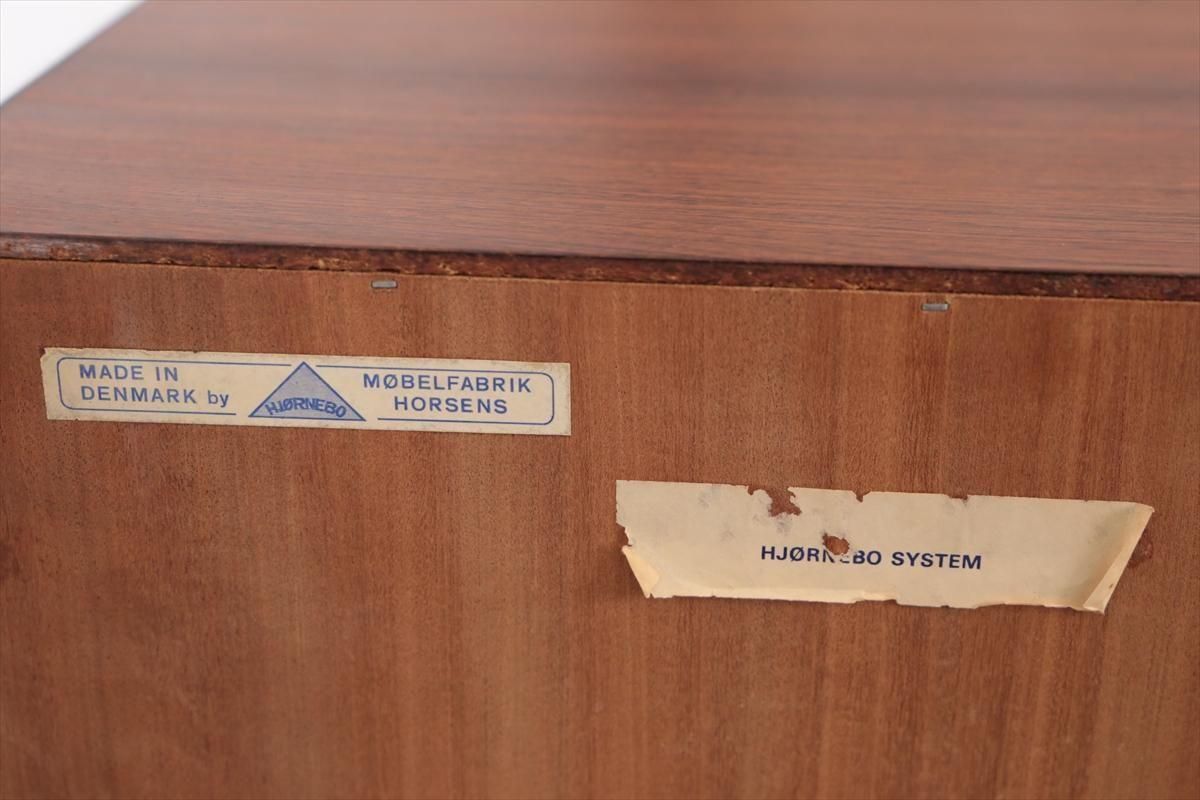 MADE IN
DENMARK by
HJØRNEBO
MØBELFABRIK
HORSENS
HJØRNEBO SYSTEM